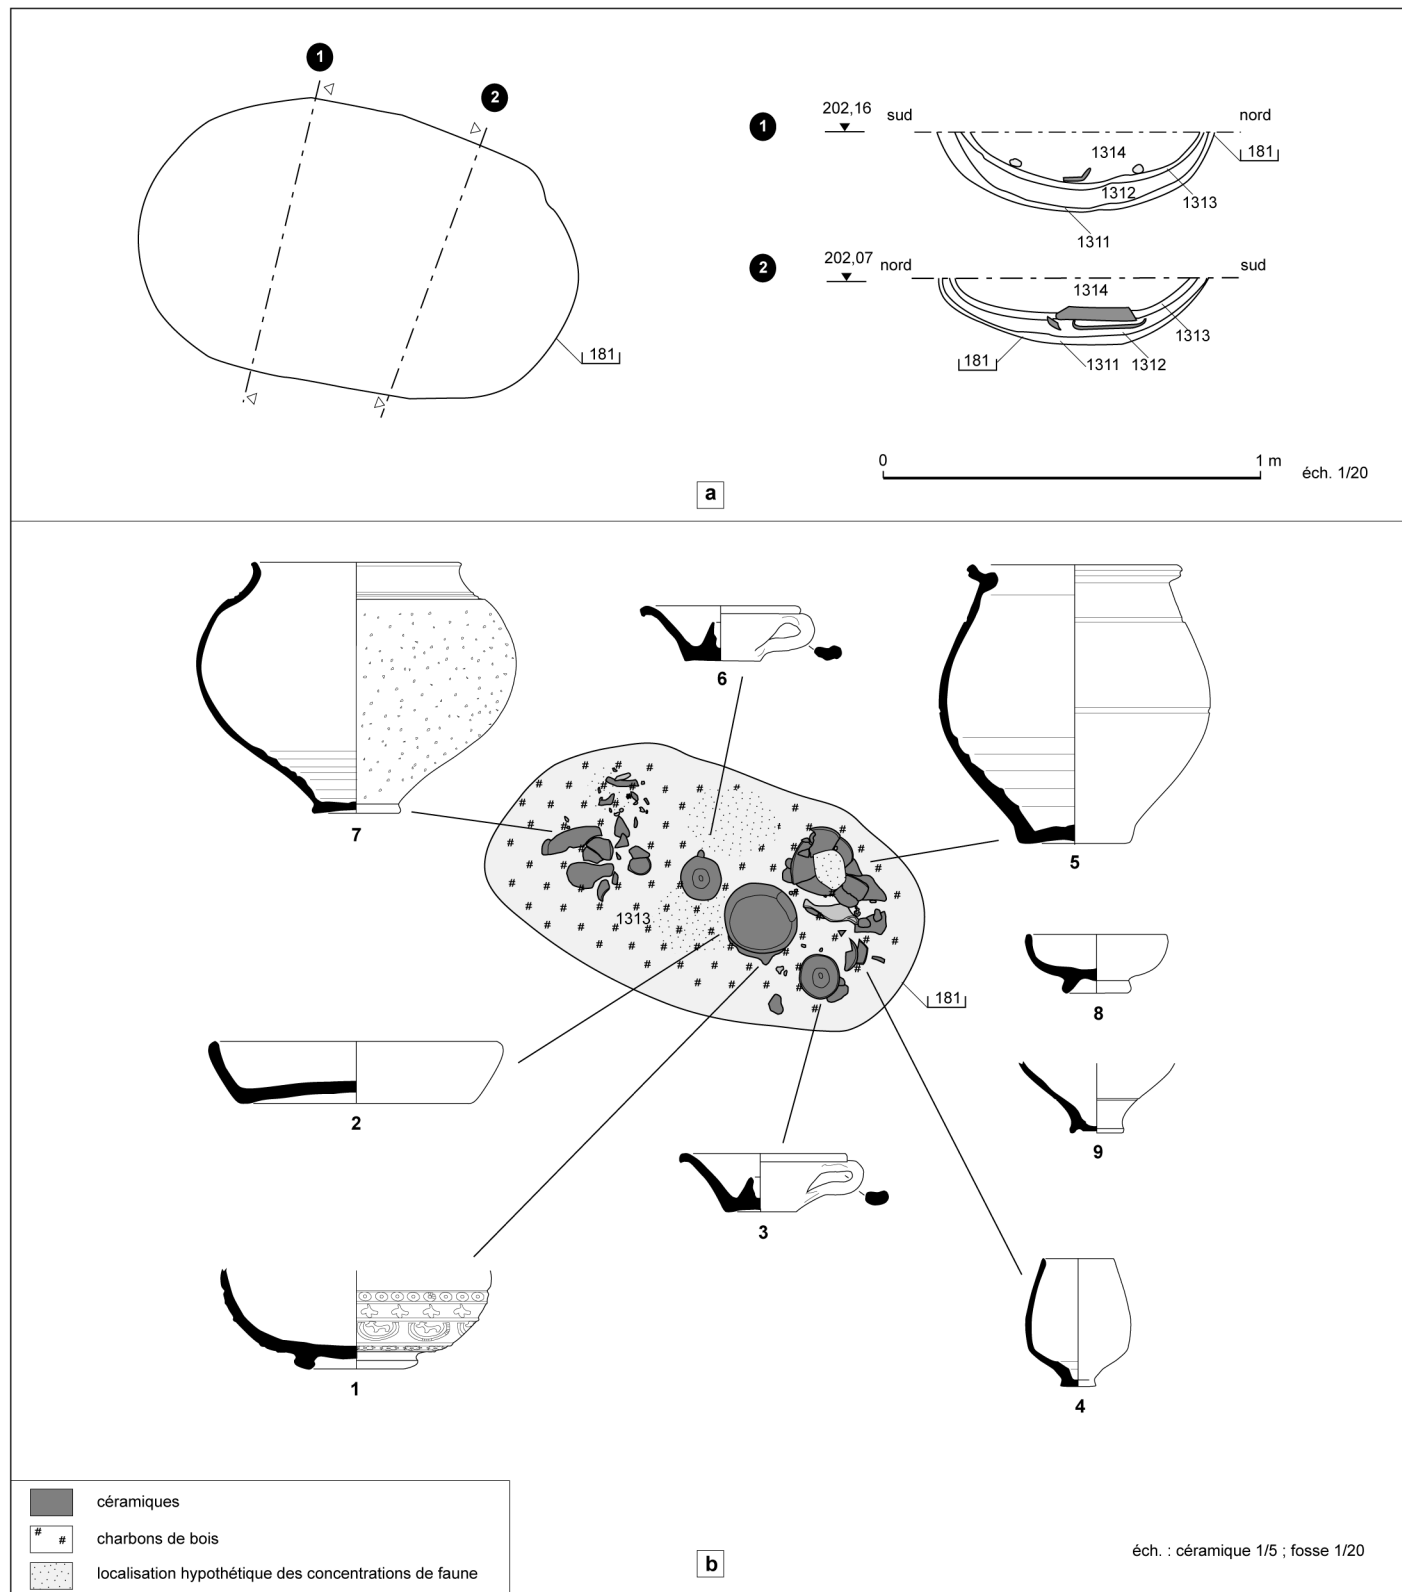 1
2
181
1
202,16
sud
nord
1314
181
1312
1313
1311
2
202,07
nord
sud
1314
1313
181
1311
1312
0
1 m
éch. 1/20
a
7
6
5
1313
181
8
2
9
3
1
4
céramiques
# # charbons de bois
localisation hypothétique des concentrations de faune
b
éch. : céramique 1/5 ; fosse 1/20